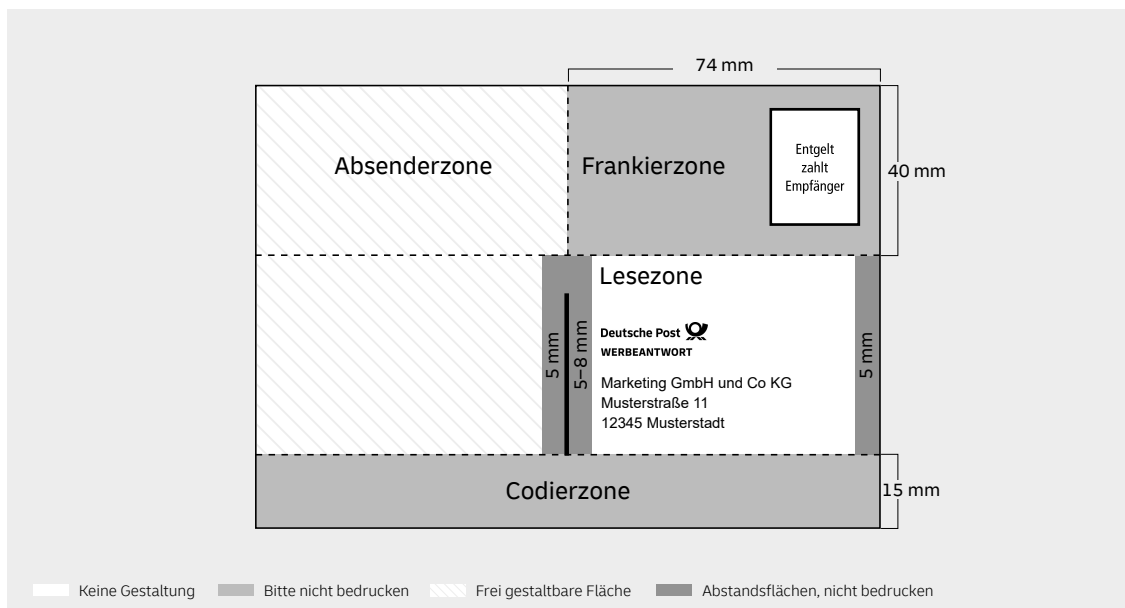 74 mm
Absenderzone
Frankierzone
Entgelt
zahlt
Empfänger
40 mm
Lesezone
Deutsche Post
WERBEANTWORT
5 mm
5–8 mm
5 mm
Marketing GmbH und Co KG
Musterstraße 11
12345 Musterstadt
Codierzone
15 mm
Keine Gestaltung
Bitte nicht bedrucken
Frei gestaltbare Fläche
Abstandsflächen, nicht bedrucken